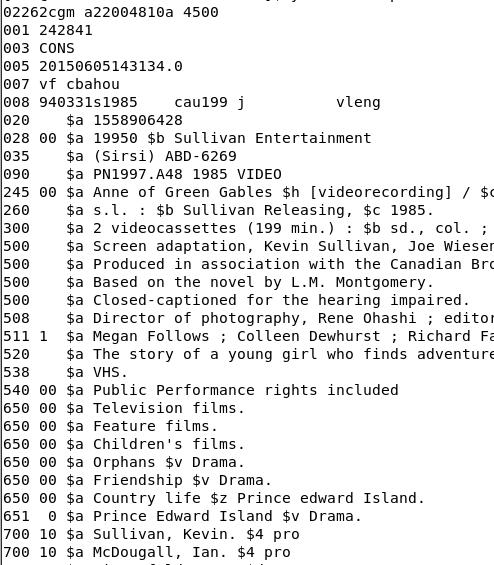 02262cgm a22004810a 4500
001 242841
003 CONS
005 20150605143134.0
007 vf cbahou
008 940331s1985    cau199 j           vleng
020    $a 1558906428
028 00 $a 19950 $b Sullivan Entertainment
035    $a (Sirsi) ABD-6269
090    $a PN1997.A48 1985 VIDEO
245 00 $a Anne of Green Gables $h [videorecording] / $c
260    $a s.l. : $b Sullivan Releasing, $c 1985.
300    $a 2 videocassettes (199 min.) : $b sd., col. ;
500    $a Screen adaptation, Kevin Sullivan, Joe Wiesen
500    $a Produced in association with the Canadian Bro
500    $a Based on the novel by L.M. Montgomery.
500    $a Closed-captioned for the hearing impaired.
508    $a Director of photography, Rene Ohashi ; editor
511 1  $a Megan Follows ; Colleen Dewhurst ; Richard Fa
520    $a The story of a young girl who finds adventure
538    $a VHS.
540 00 $a Public Performance rights included
650 00 $a Television films.
650 00 $a Feature films.
650 00 $a Children's films.
650 00 $a Orphans $v Drama.
650 00 $a Friendship $v Drama.
650 00 $a Country life $z Prince edward Island.
651  0 $a Prince Edward Island $v Drama.
700 10 $a Sullivan, Kevin. $4 pro
700 10 $a McDougall, Ian. $4 pro